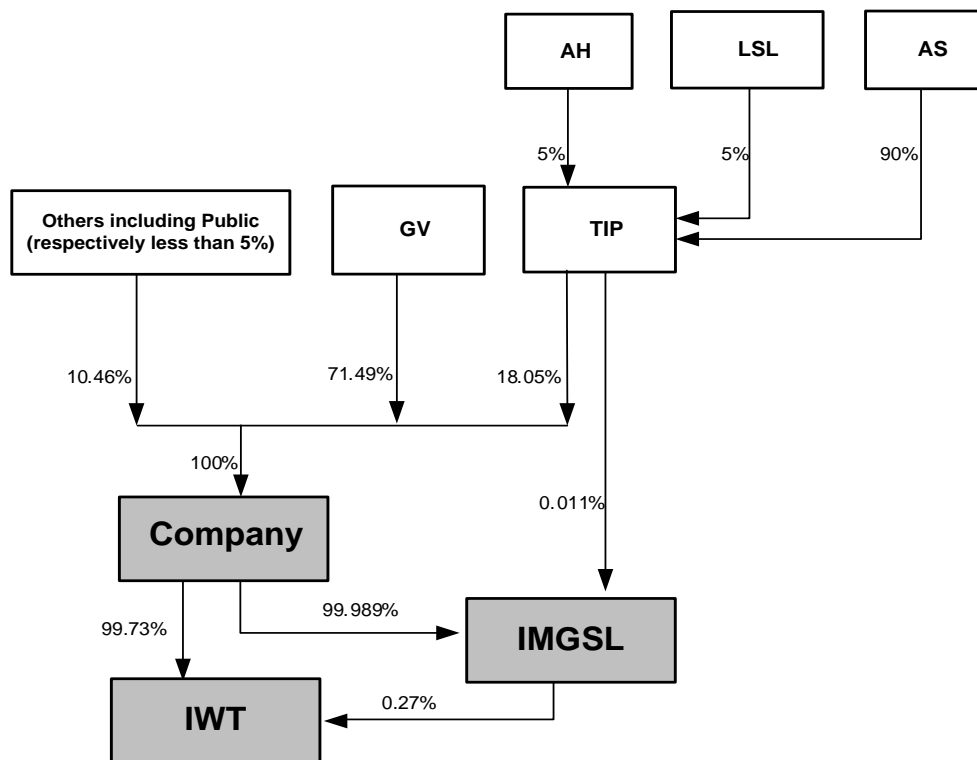 AH
LSL
AS
5%
5%
90%
Others including Public
(respectively less than 5%)
GV
TIP
10.46%
71.49%
18.05%
100%
0.011%
Company
99.989%
99.73%
IMGSL
0.27%
IWT